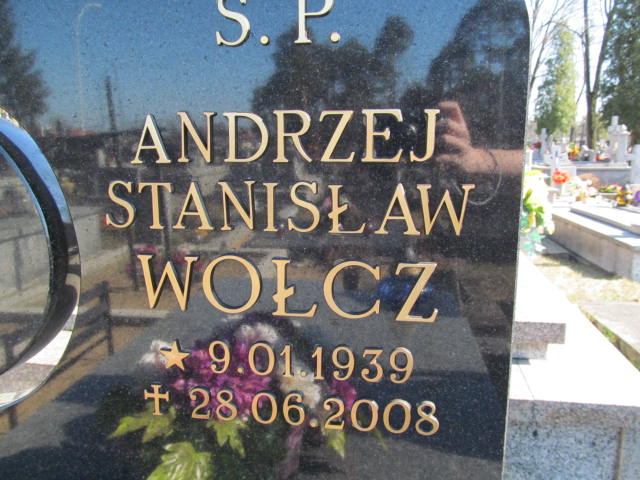 Ś.P.
ANDRZEJ
STANISŁAW
WOŁCZ
★ 9.01.1939
✝ 28.06.2008